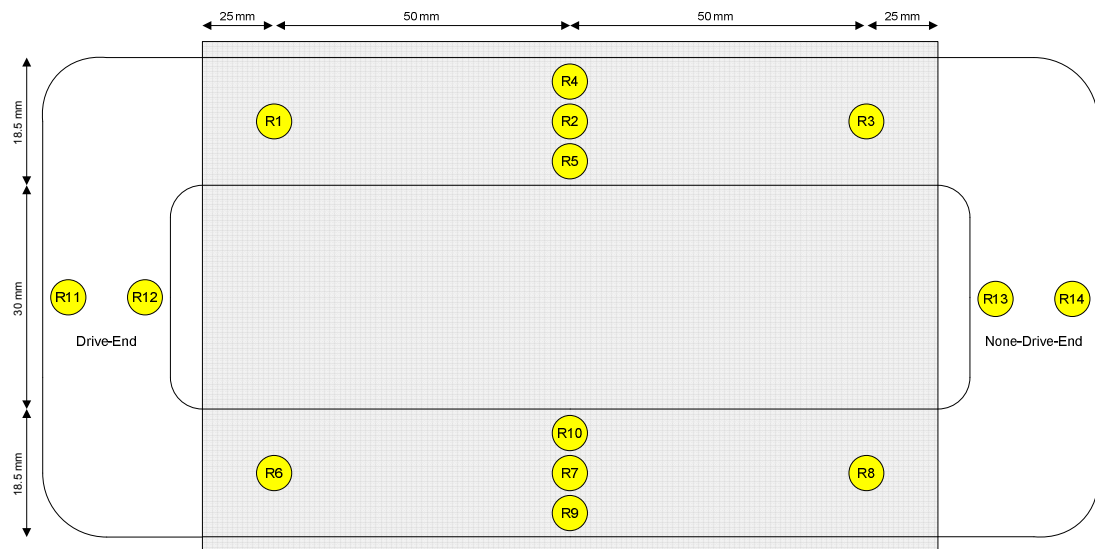 25 mm 50 mm 50 mm 25 mm
R4
R1 R2 R3
R5
18.5 mm
30 mm
R11 R12 R13 R14
Drive-End None-Drive-End
R10
R6 R7 R8
R9
18.5 mm